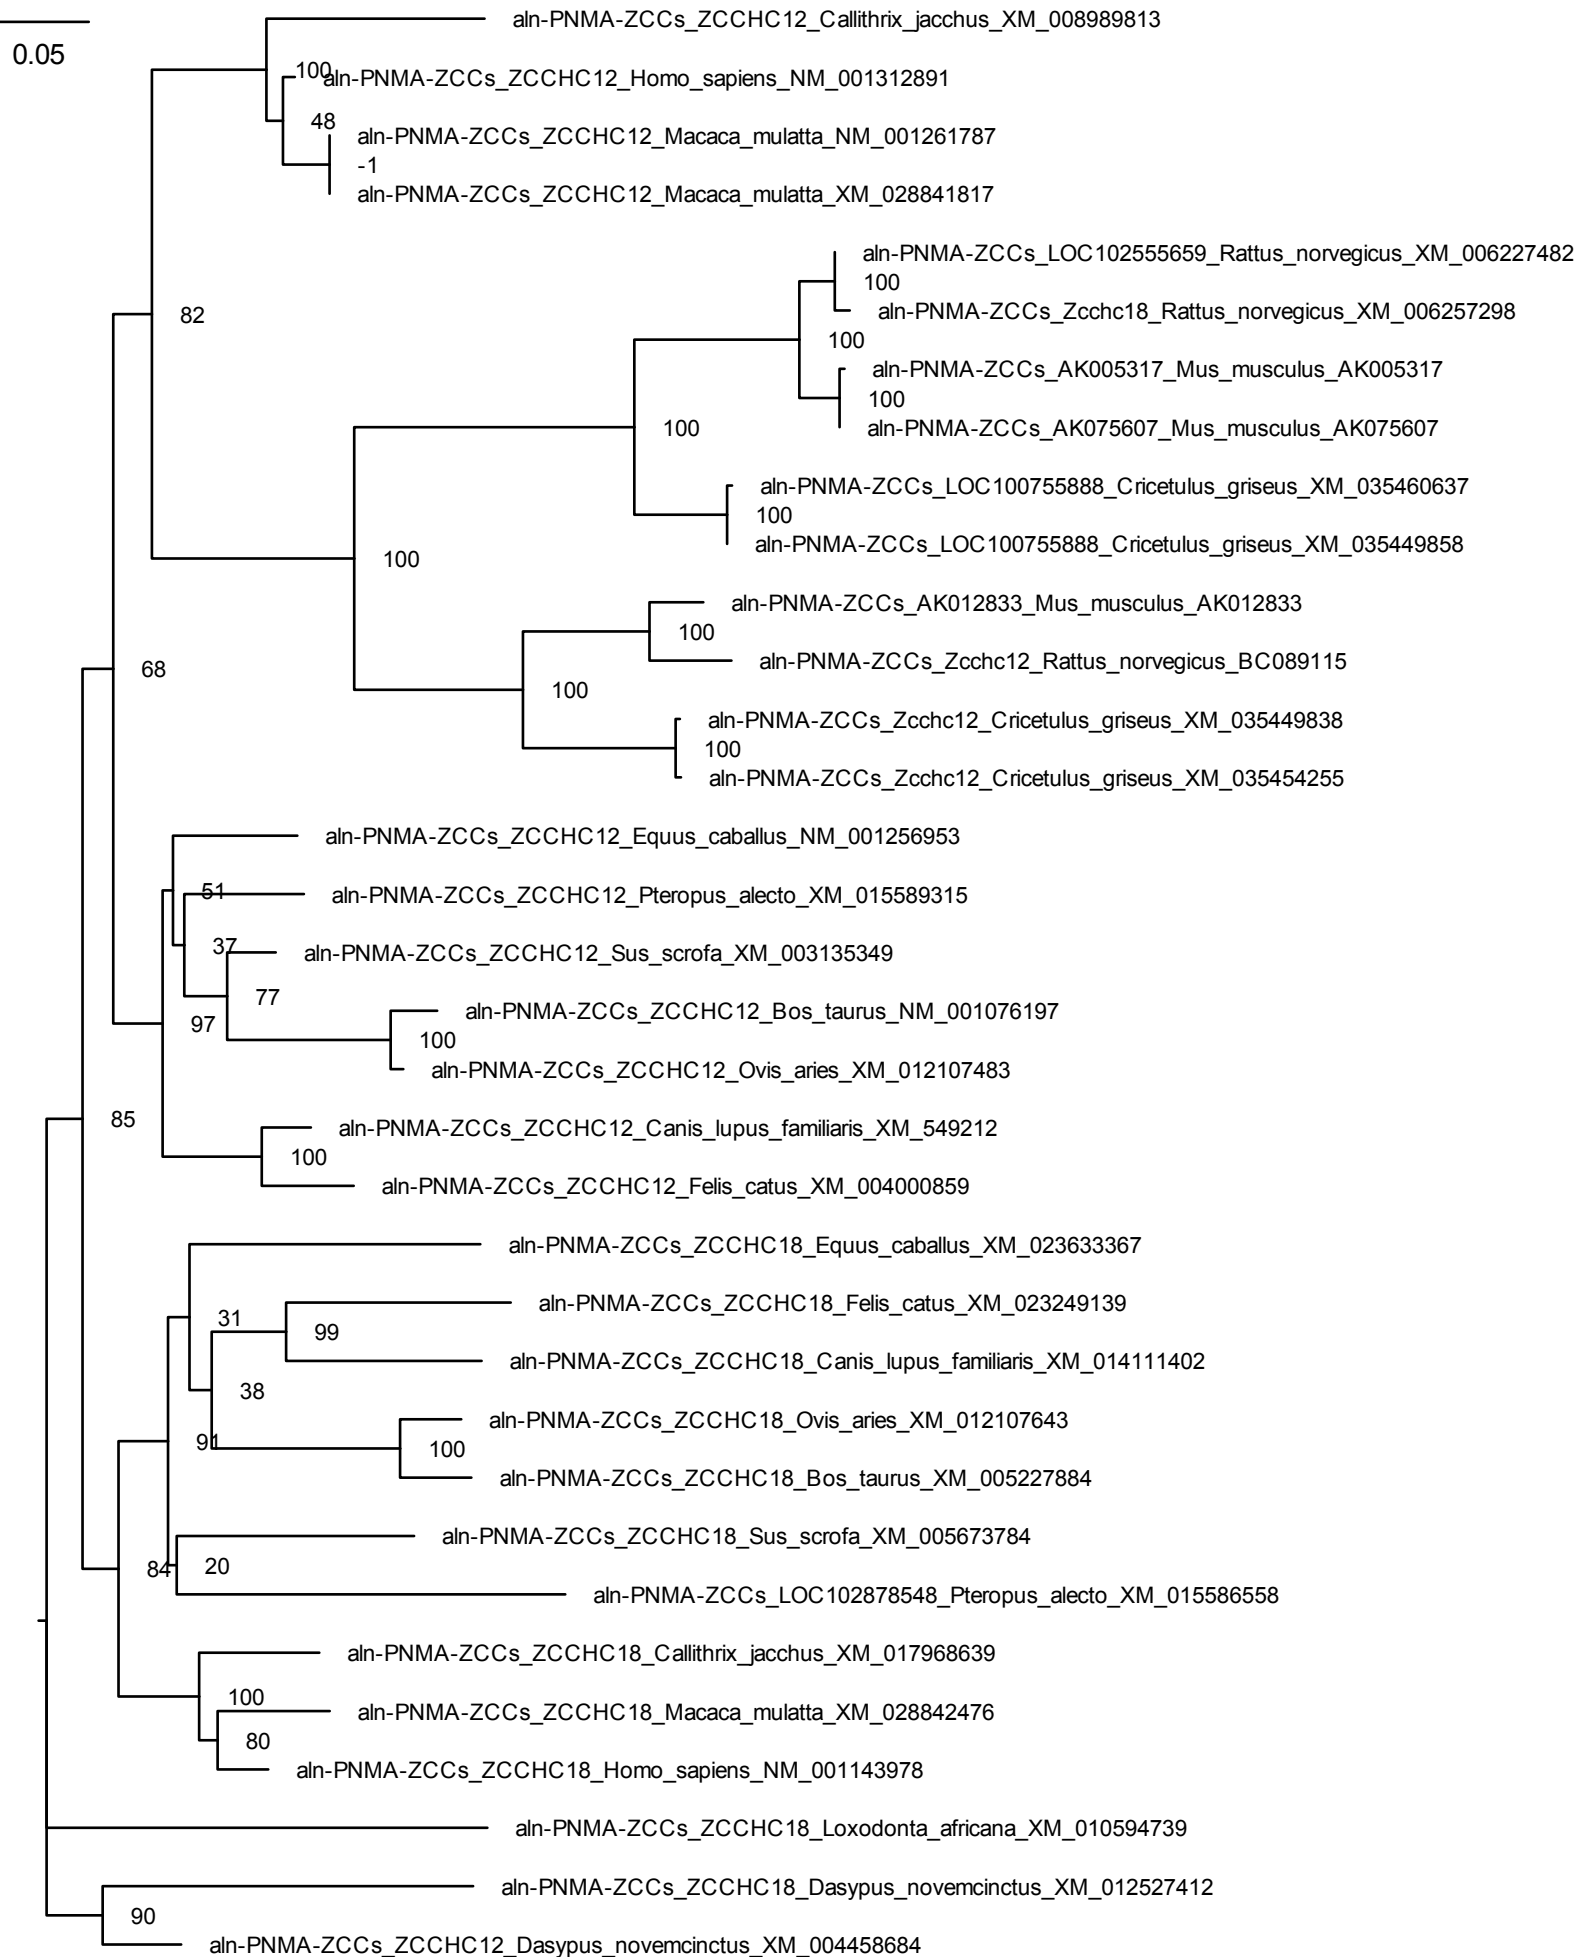 aln-PNMA-ZCCs_ZCCHC12_Callithrix_jacchus_XM_008989813
0.05
100
aln-PNMA-ZCCs_ZCCHC12_Homo_sapiens_NM_001312891
48
aln-PNMA-ZCCs_ZCCHC12_Macaca_mulatta_NM_001261787
-1
aln-PNMA-ZCCs_ZCCHC12_Macaca_mulatta_XM_028841817
aln-PNMA-ZCCs_LOC102555659_Rattus_norvegicus_XM_006227482
100
aln-PNMA-ZCCs_Zcchc18_Rattus_norvegicus_XM_006257298
82
100
aln-PNMA-ZCCs_AK005317_Mus_musculus_AK005317
100
aln-PNMA-ZCCs_AK075607_Mus_musculus_AK075607
100
aln-PNMA-ZCCs_LOC100755888_Cricetulus_griseus_XM_035460637
100
aln-PNMA-ZCCs_LOC100755888_Cricetulus_griseus_XM_035449858
100
aln-PNMA-ZCCs_AK012833_Mus_musculus_AK012833
100
aln-PNMA-ZCCs_Zcchc12_Rattus_norvegicus_BC089115
68
100
aln-PNMA-ZCCs_Zcchc12_Cricetulus_griseus_XM_035449838
100
aln-PNMA-ZCCs_Zcchc12_Cricetulus_griseus_XM_035454255
aln-PNMA-ZCCs_ZCCHC12_Equus_caballus_NM_001256953
51
aln-PNMA-ZCCs_ZCCHC12_Pteropus_alecto_XM_015589315
37
aln-PNMA-ZCCs_ZCCHC12_Sus_scrofa_XM_003135349
77
aln-PNMA-ZCCs_ZCCHC12_Bos_taurus_NM_001076197
97
100
aln-PNMA-ZCCs_ZCCHC12_Ovis_aries_XM_012107483
85
aln-PNMA-ZCCs_ZCCHC12_Canis_lupus_familiaris_XM_549212
100
aln-PNMA-ZCCs_ZCCHC12_Felis_catus_XM_004000859
aln-PNMA-ZCCs_ZCCHC18_Equus_caballus_XM_023633367
aln-PNMA-ZCCs_ZCCHC18_Felis_catus_XM_023249139
31
99
aln-PNMA-ZCCs_ZCCHC18_Canis_lupus_familiaris_XM_014111402
38
aln-PNMA-ZCCs_ZCCHC18_Ovis_aries_XM_012107643
91
100
aln-PNMA-ZCCs_ZCCHC18_Bos_taurus_XM_005227884
aln-PNMA-ZCCs_ZCCHC18_Sus_scrofa_XM_005673784
84
20
aln-PNMA-ZCCs_LOC102878548_Pteropus_alecto_XM_015586558
aln-PNMA-ZCCs_ZCCHC18_Callithrix_jacchus_XM_017968639
100
aln-PNMA-ZCCs_ZCCHC18_Macaca_mulatta_XM_028842476
80
aln-PNMA-ZCCs_ZCCHC18_Homo_sapiens_NM_001143978
aln-PNMA-ZCCs_ZCCHC18_Loxodonta_africana_XM_010594739
aln-PNMA-ZCCs_ZCCHC18_Dasypus_novemcinctus_XM_012527412
90
aln-PNMA-ZCCs_ZCCHC12_Dasypus_novemcinctus_XM_004458684